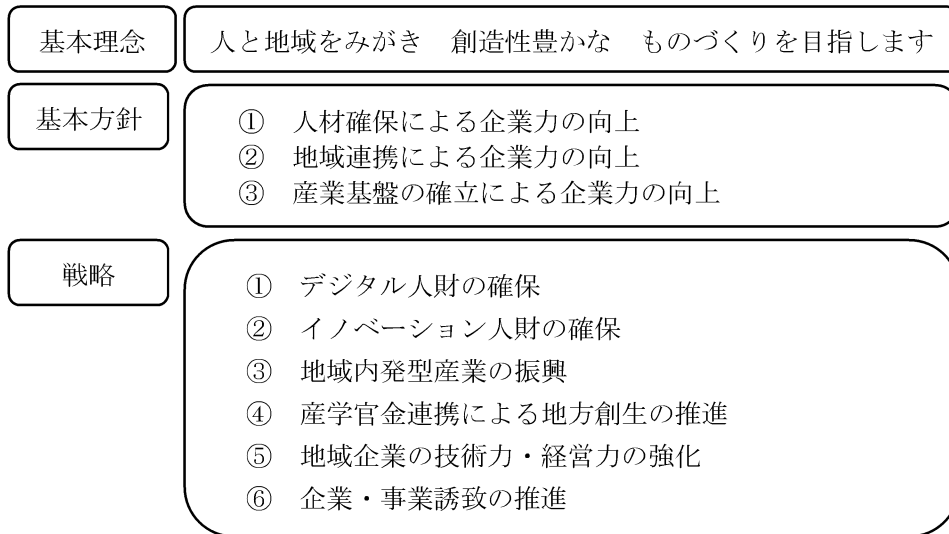 基本理念
人と地域をみがき　創造性豊かな　ものづくりを目指します
基本方針
①　人材確保による企業力の向上
②　地域連携による企業力の向上
③　産業基盤の確立による企業力の向上
戦略
①　デジタル人財の確保
②　イノベーション人財の確保
③　地域内発型産業の振興
④　産学官金連携による地方創生の推進
⑤　地域企業の技術力・経営力の強化
⑥　企業・事業誘致の推進